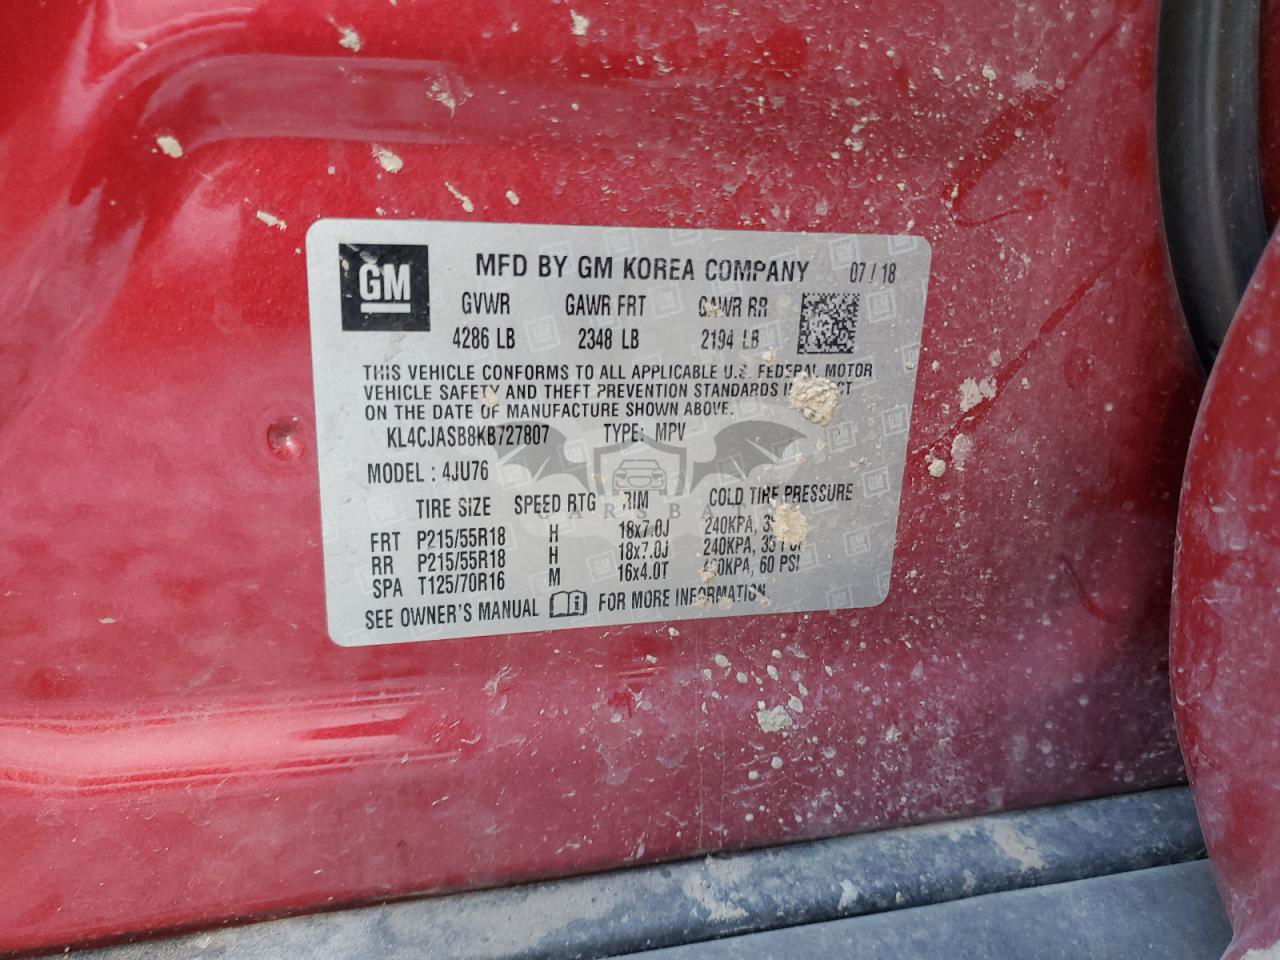 GM
MFD BY GM KOREA COMPANY 07/18
GVWR GAWR FRT GAWR RR
4286 LB 2348 LB 2194 LB
THIS VEHICLE CONFORMS TO ALL APPLICABLE U.S. FEDERAL MOTOR
VEHICLE SAFETY AND THEFT PREVENTION STANDARDS IN EFFECT
ON THE DATE OF MANUFACTURE SHOWN ABOVE.
KL4CJASB8KB727807 TYPE: MPV
MODEL : 4JU76
TIRE SIZE SPEED RTG RIM COLD TIRE PRESSURE
FRT P215/55R18 H 18x7.0J 240KPA,
RR P215/55R18 H 18x7.0J 240KPA, 35 PSI
SPA T125/70R16 M 16x4.0T 60 PSI
SEE OWNER'S MANUAL FOR MORE INFORMATION.